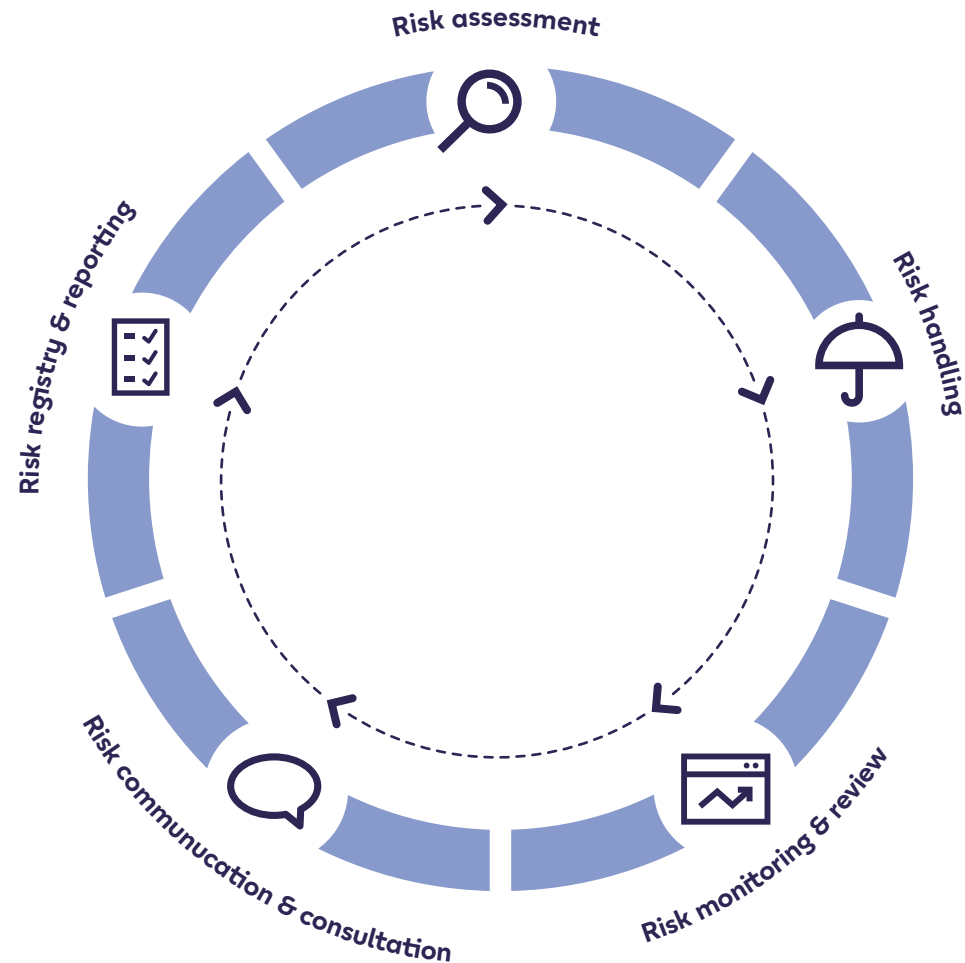 Risk assessment
Risk handling
Risk monitoring & review
Risk communucation & consultation
Risk registry & reporting